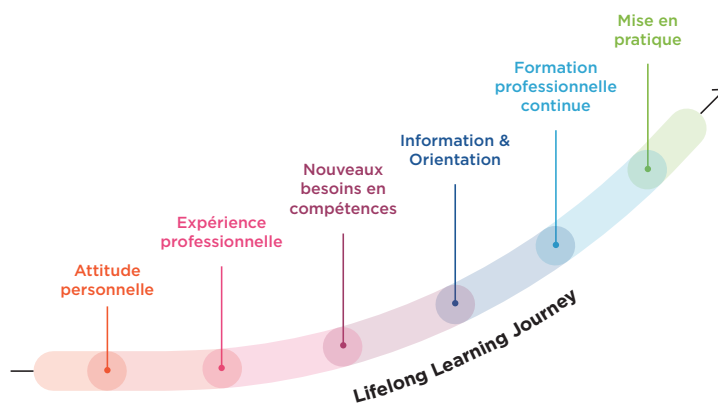 Attitude
personnelle
Expérience
professionnelle
Nouveaux
besoins en
compétences
Information &
Orientation
Formation
professionnelle
continue
Mise en
pratique
Lifelong Learning Journey